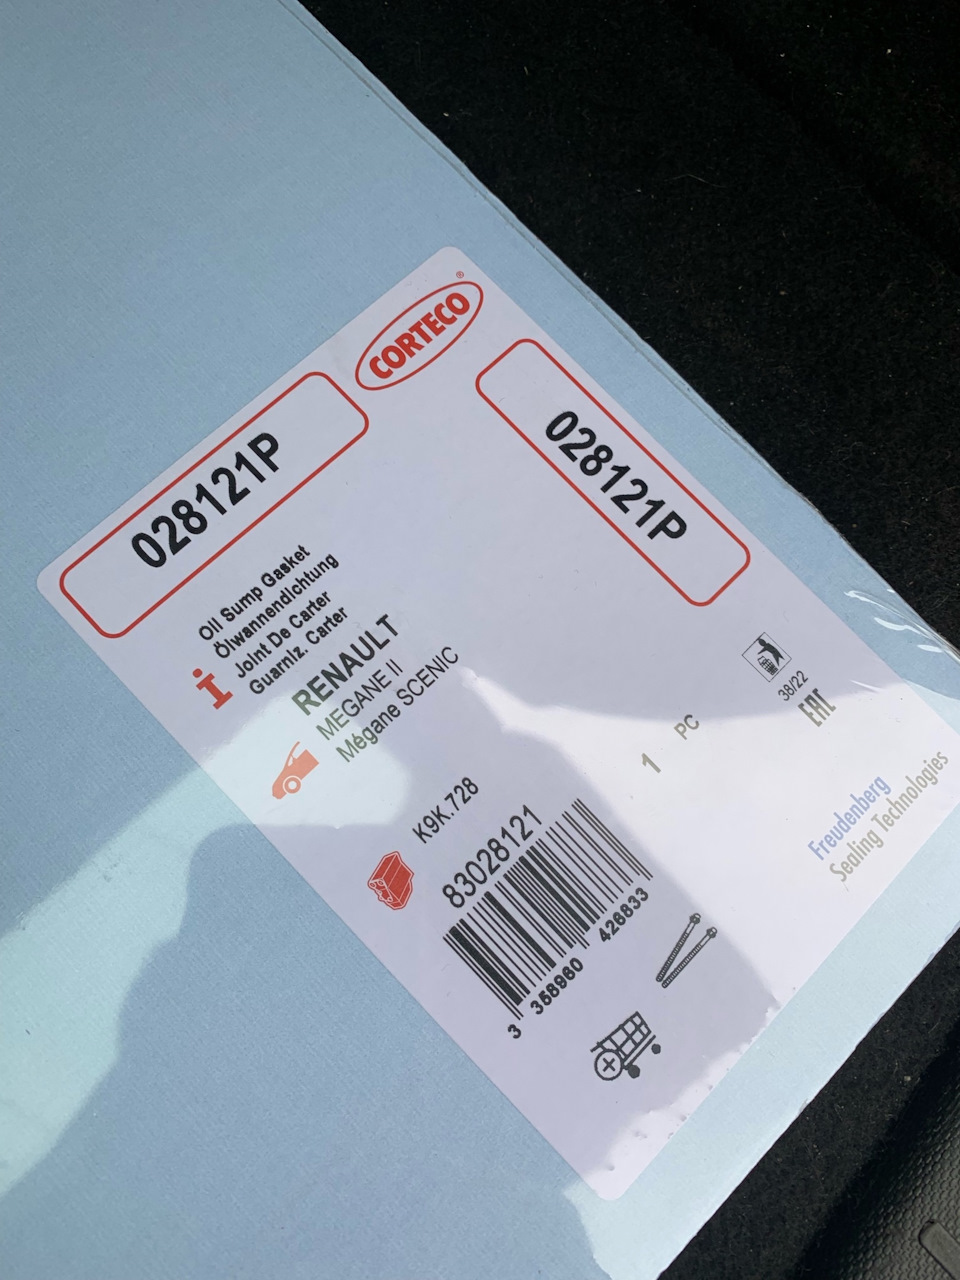 CORTECO®
028121P
028121P
Oil Sump Gasket
Ölwannendichtung
Joint De Carter
Guarniz. Carter
RENAULT
MEGANE II
Mégane SCENIC
K9K.728
83028121
3 358960 426833
1 PC
38/22
EAC
Freudenberg
Sealing Technologies